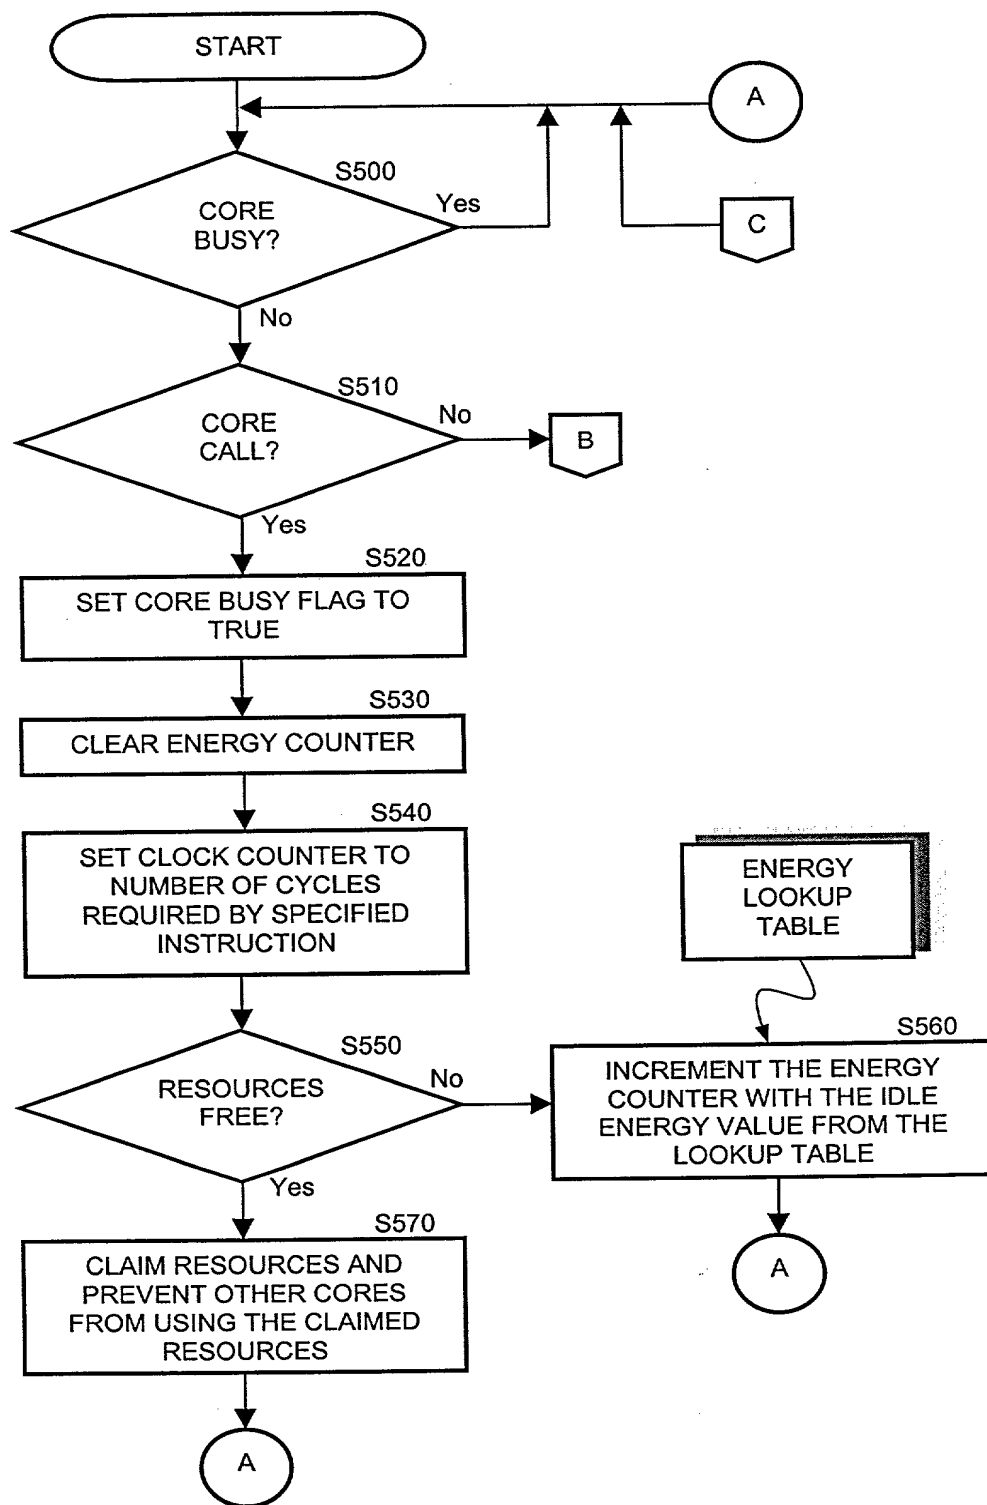 START
A
S500
CORE
BUSY?
Yes
C
No
S510
CORE
CALL?
No
B
Yes
S520
SET CORE BUSY FLAG TO
TRUE
S530
CLEAR ENERGY COUNTER
S540
SET CLOCK COUNTER TO
NUMBER OF CYCLES
REQUIRED BY SPECIFIED
INSTRUCTION
ENERGY
LOOKUP
TABLE
S550
RESOURCES
FREE?
No
S560
INCREMENT THE ENERGY
COUNTER WITH THE IDLE
ENERGY VALUE FROM THE
LOOKUP TABLE
A
Yes
S570
CLAIM RESOURCES AND
PREVENT OTHER CORES
FROM USING THE CLAIMED
RESOURCES
A